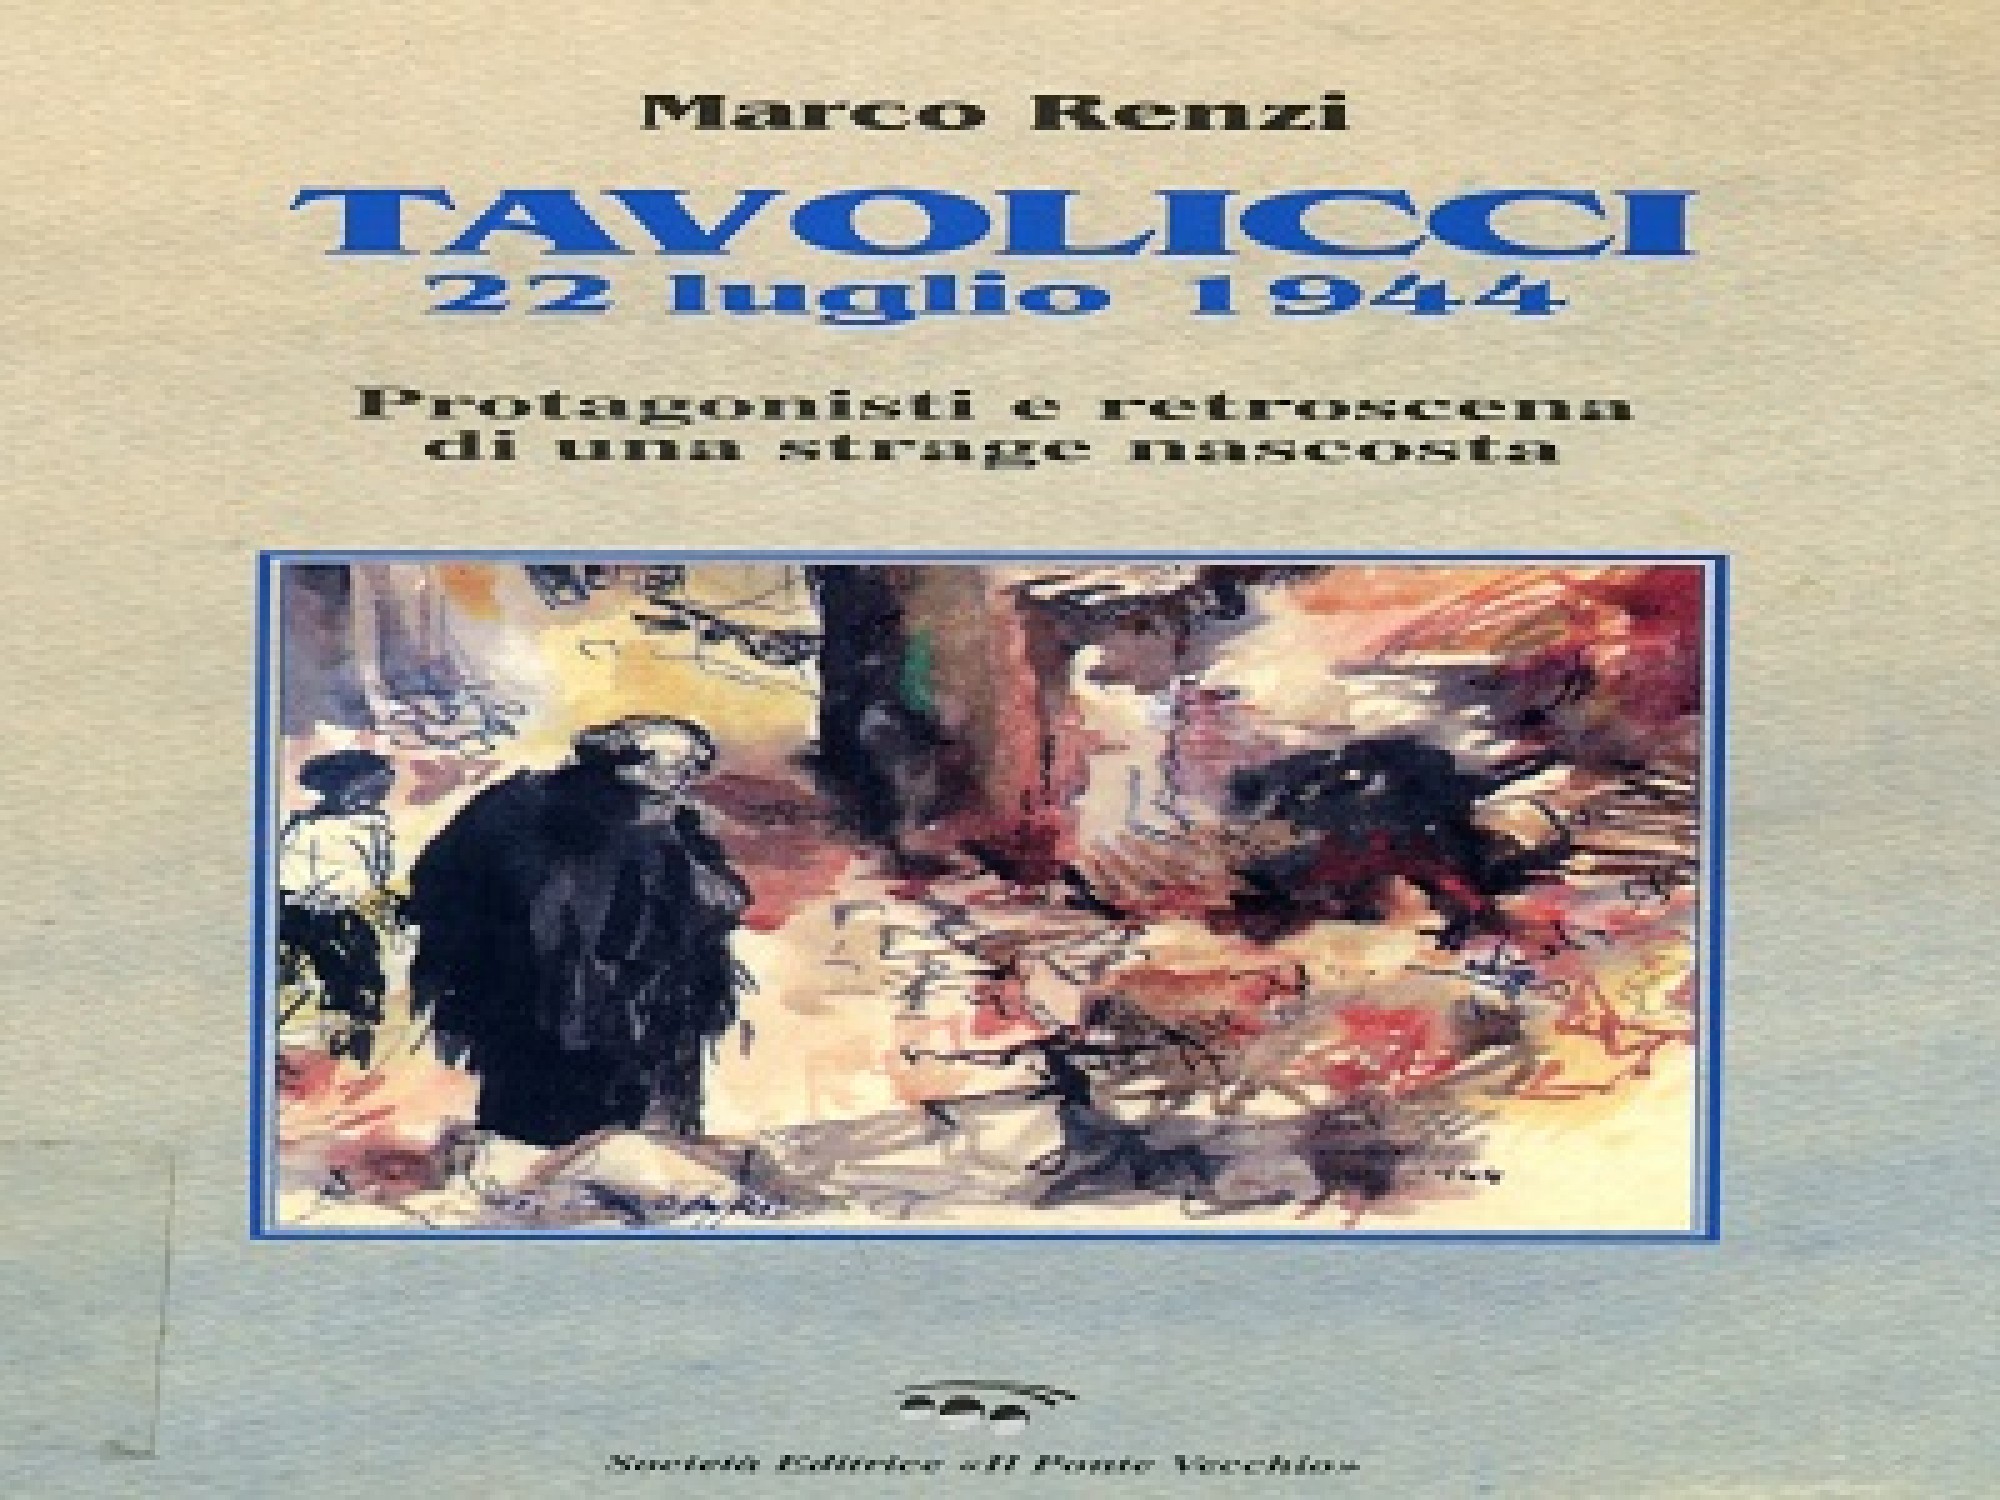 Marco Renzi
TAVOLICCI
22 luglio 1944
Protagonisti e retroscena
di una strage nascosta
Società Editrice «Il Ponte Vecchio»